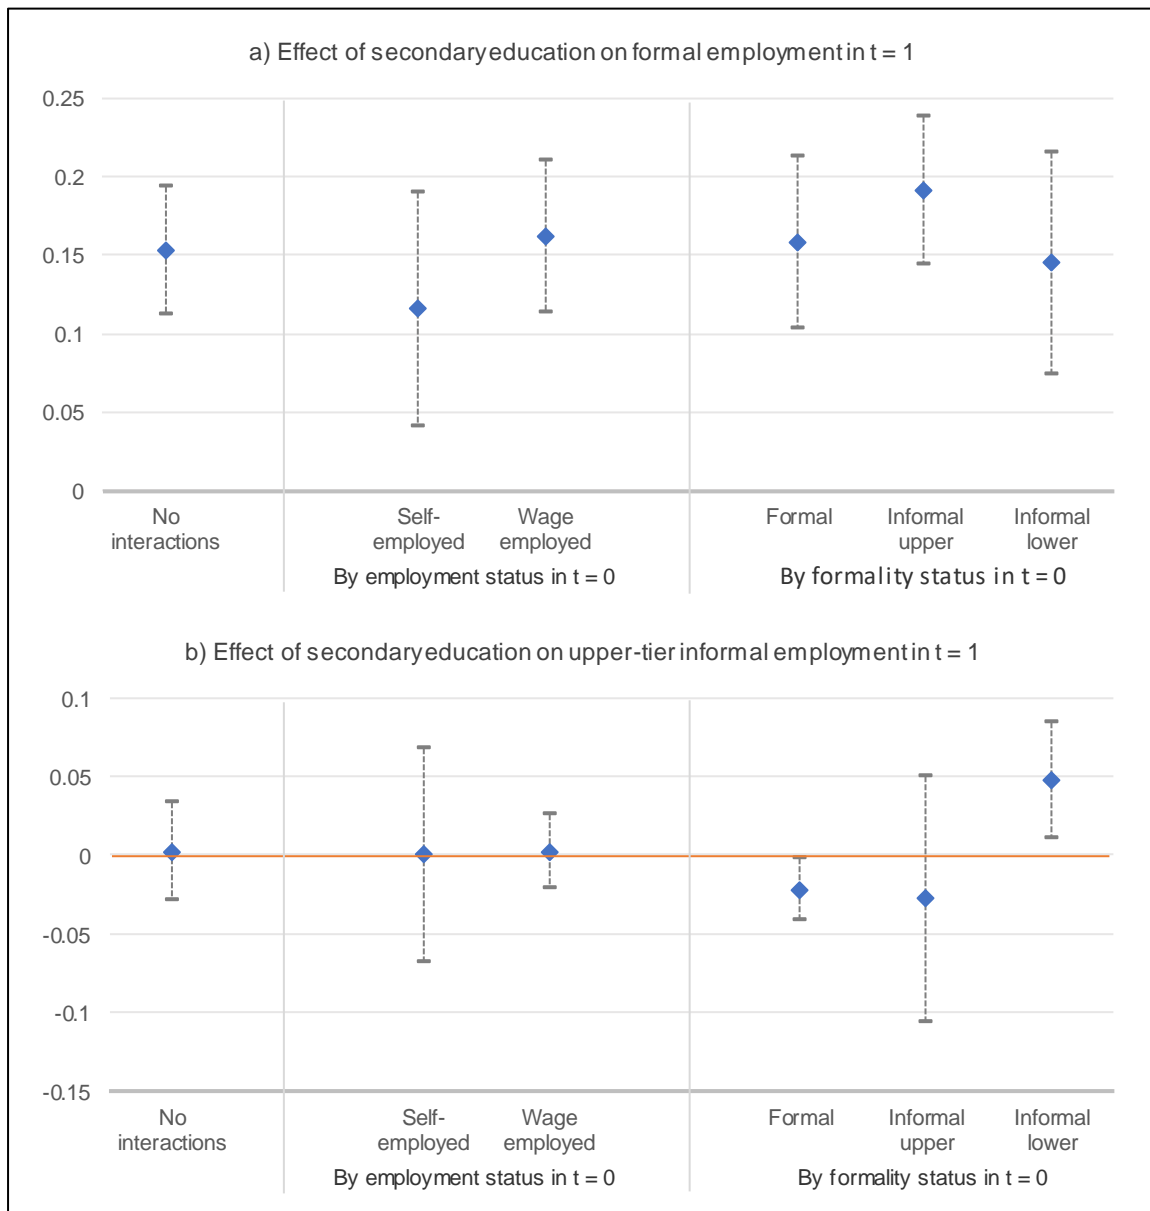 a) Effect of secondary education on formal employment in t = 1
0.25
0.2
0.15
0.1
0.05
0
No interactions
Self-employed
Wage employed
Formal
Informal upper
Informal lower
By employment status in t = 0
By formality status in t = 0
b) Effect of secondary education on upper-tier informal employment in t = 1
0.1
0.05
0
-0.05
-0.1
-0.15
No interactions
Self-employed
Wage employed
Formal
Informal upper
Informal lower
By employment status in t = 0
By formality status in t = 0